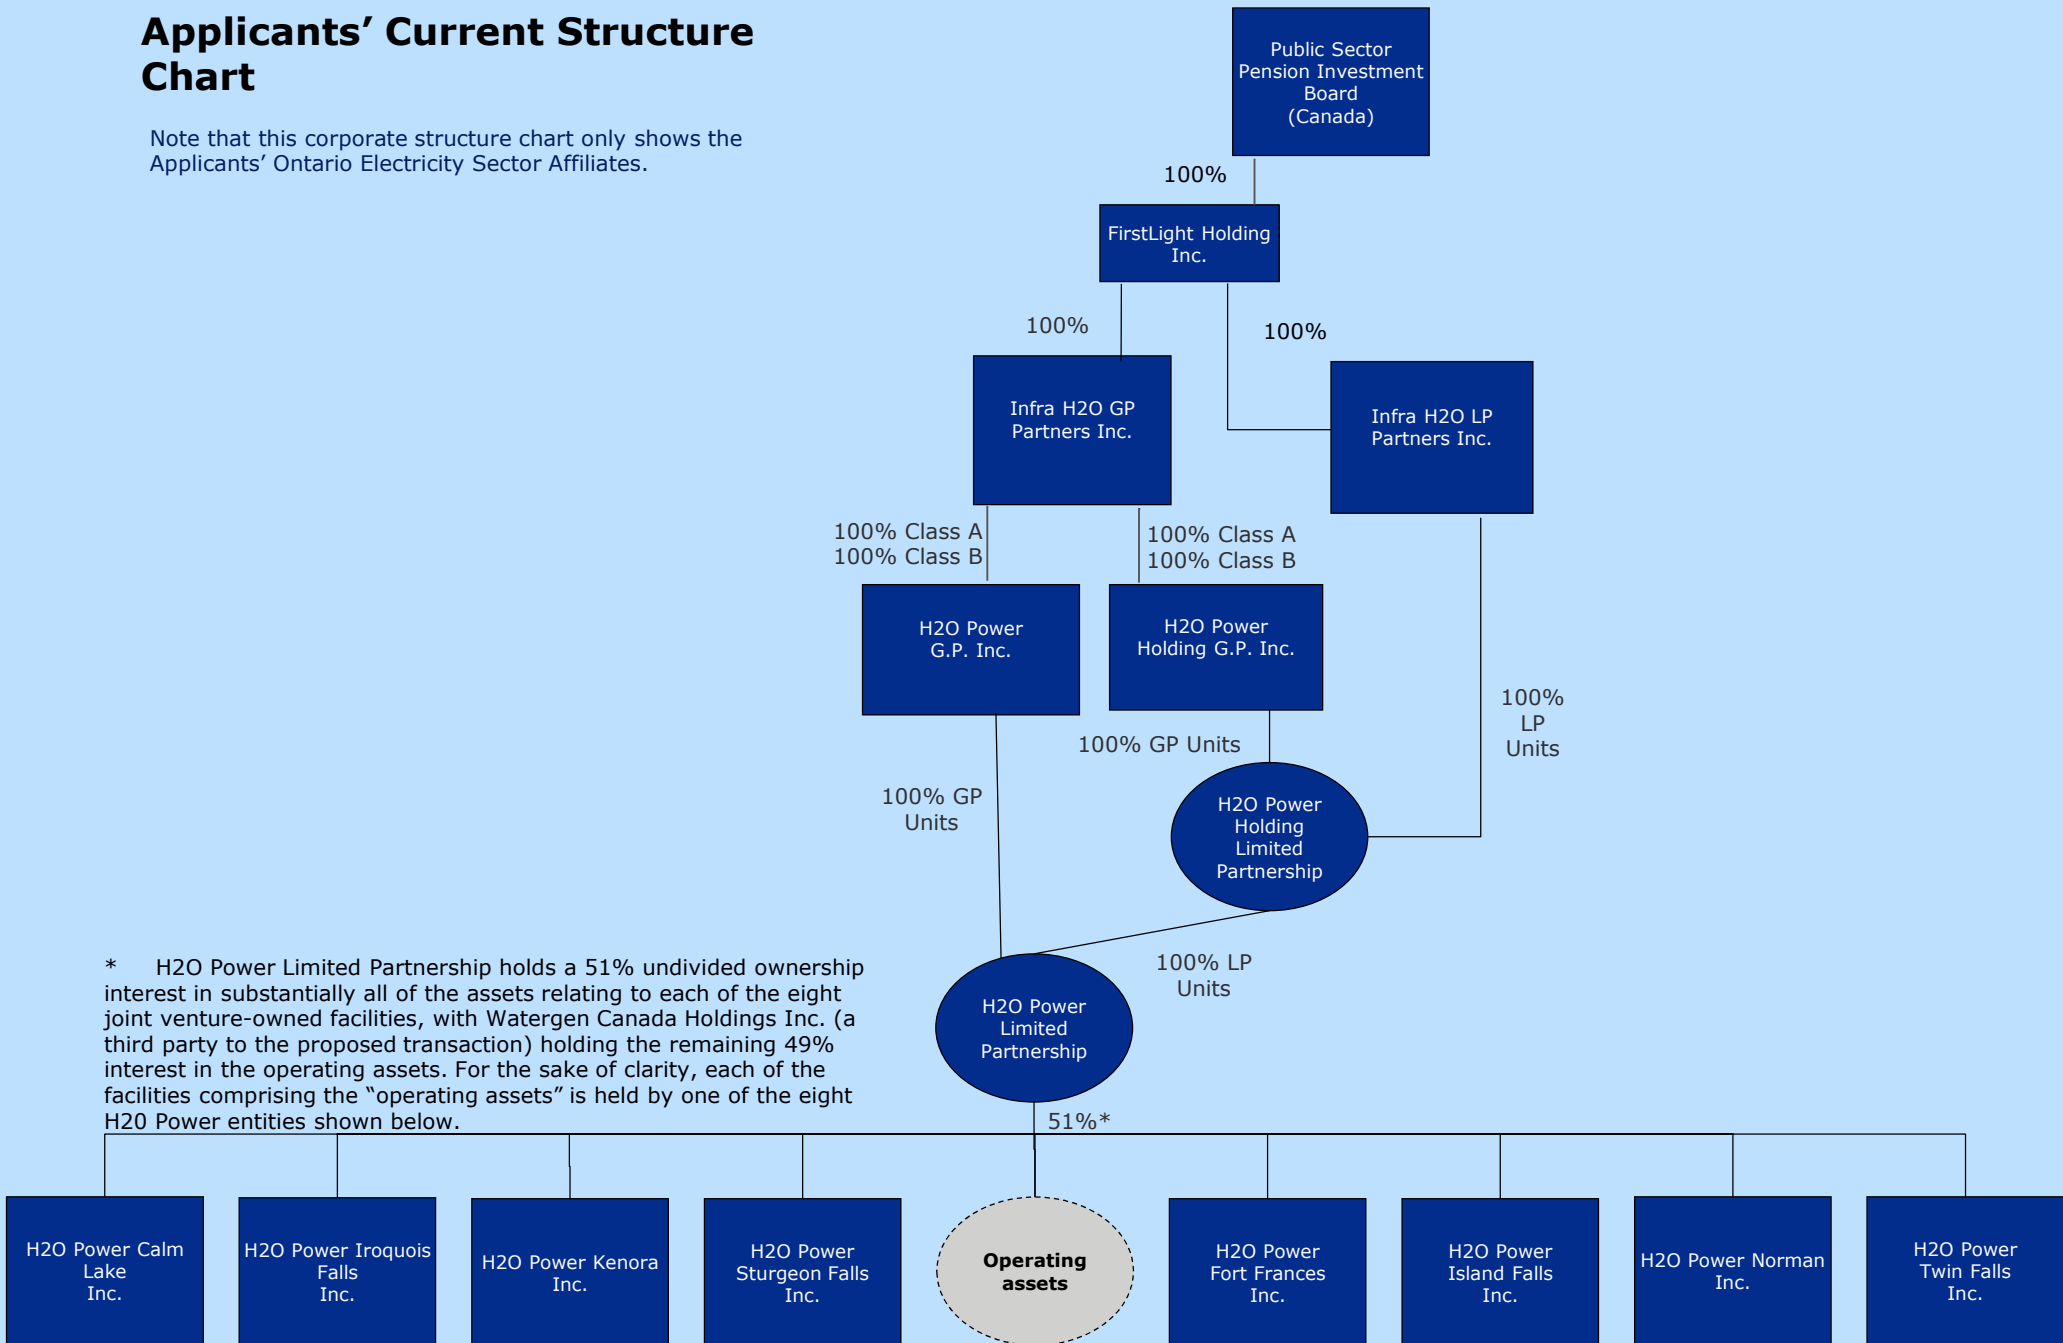 Applicants’ Current Structure
Chart
Note that this corporate structure chart only shows the
Applicants’ Ontario Electricity Sector Affiliates.
Public Sector
Pension Investment
Board
(Canada)
100%
FirstLight Holding
Inc.
100%
100%
Infra H2O GP
Partners Inc.
Infra H2O LP
Partners Inc.
100% Class A
100% Class B
100% Class A
100% Class B
H2O Power
G.P. Inc.
H2O Power
Holding G.P. Inc.
100%
LP
Units
100% GP Units
100% GP
Units
H2O Power
Holding
Limited
Partnership
100% LP
Units
H2O Power
Limited
Partnership
* H2O Power Limited Partnership holds a 51% undivided ownership
interest in substantially all of the assets relating to each of the eight
joint venture-owned facilities, with Watergen Canada Holdings Inc. (a
third party to the proposed transaction) holding the remaining 49%
interest in the operating assets. For the sake of clarity, each of the
facilities comprising the “operating assets” is held by one of the eight
H20 Power entities shown below.
51%*
H2O Power Calm
Lake
Inc.
H2O Power Iroquois
Falls
Inc.
H2O Power Kenora
Inc.
H2O Power
Sturgeon Falls
Inc.
Operating
assets
H2O Power
Fort Frances
Inc.
H2O Power
Island Falls
Inc.
H2O Power Norman
Inc.
H2O Power
Twin Falls
Inc.